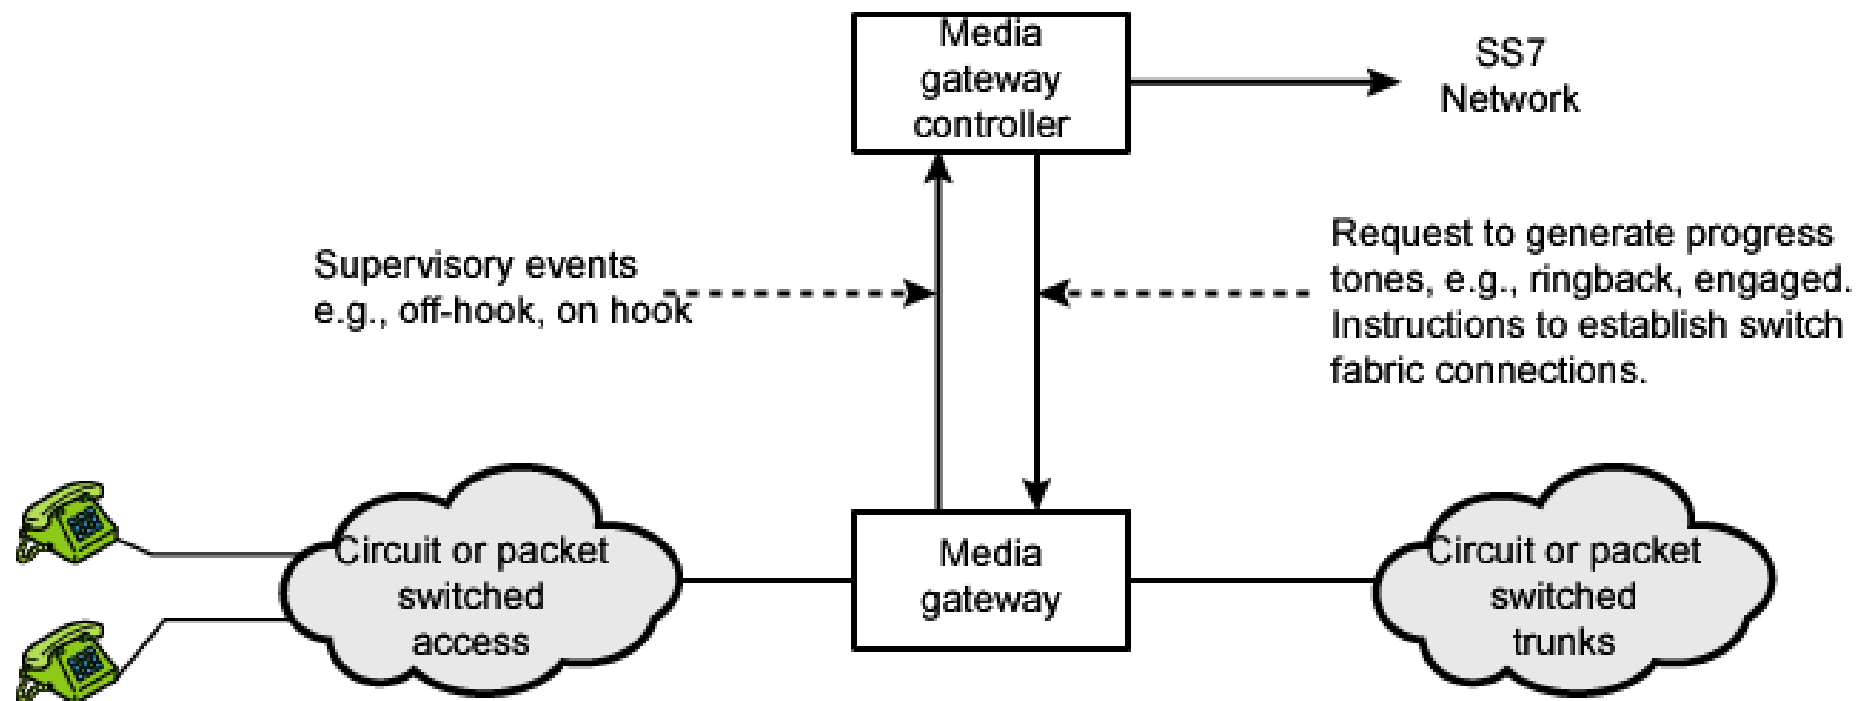 Media
gateway
controller
SS7
Network
Supervisory events
e.g., off-hook, on hook
Request to generate progress
tones, e.g., ringback, engaged.
Instructions to establish switch
fabric connections.
Circuit or packet
switched
access
Media
gateway
Circuit or packet
switched
trunks